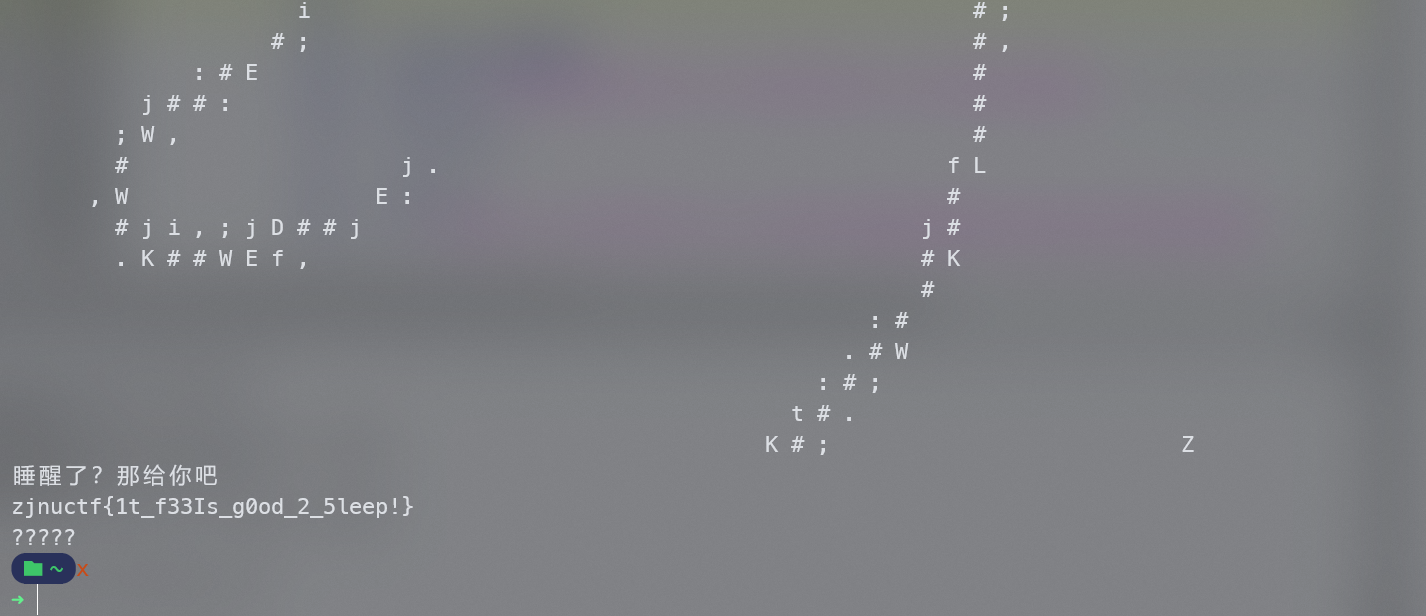 i # ;
# ; # ,
: # E #
j # # : #
; W , #
# j . f L
, W E : #
# j i , ; j D # # j j #
. K # # W E f , # K
#
: #
. # W
: # ;
t # .
K # ; Z
睡醒了? 那给你吧
zjnuctf{1t_f33Is_g0od_2_5leep!}
?????
~ x
➜